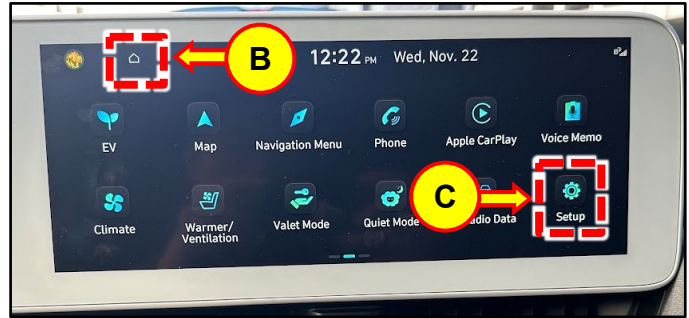 B
12:22 PM Wed, Nov. 22
EV
Map
Navigation Menu
Phone
Apple CarPlay
Voice Memo
C
Climate
Warmer/
Ventilation
Valet Mode
Quiet Mode
Data
Setup